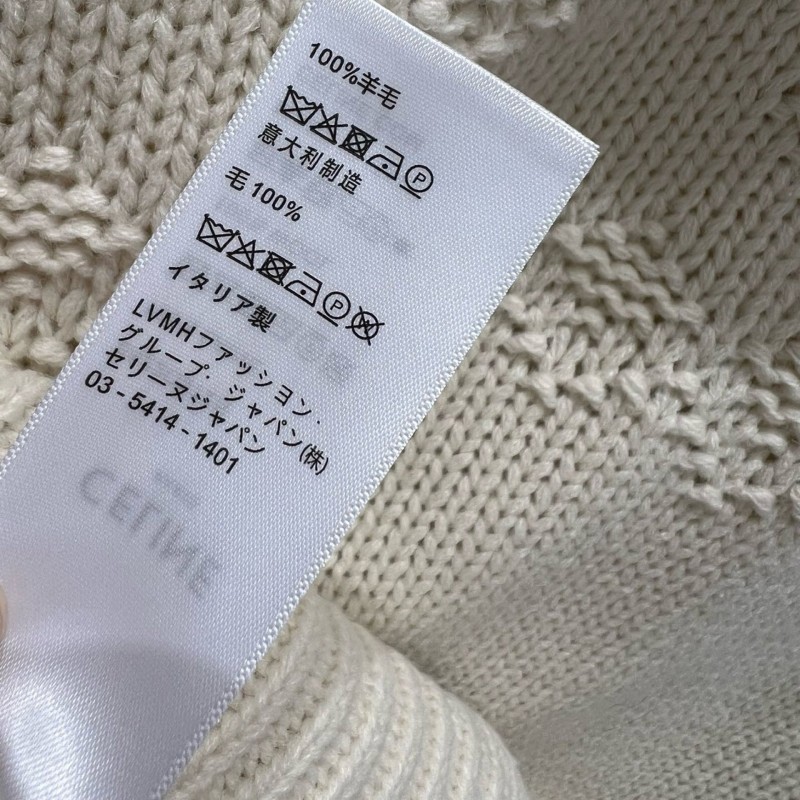 100%羊毛
P
意大利制造
毛 100%
P W
イタリア製
LVMHファッション・
グループ・ジャパン(株)
セリーヌジャパン
03 - 5414 - 1401
CELINE